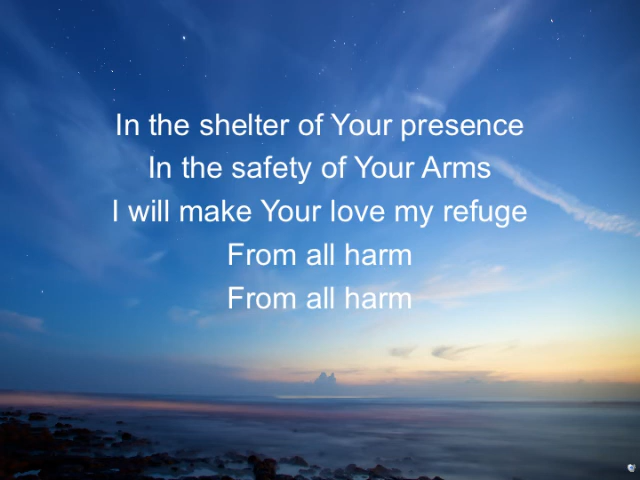 In the shelter of Your presence
In the safety of Your Arms
I will make Your love my refuge
From all harm
From all harm